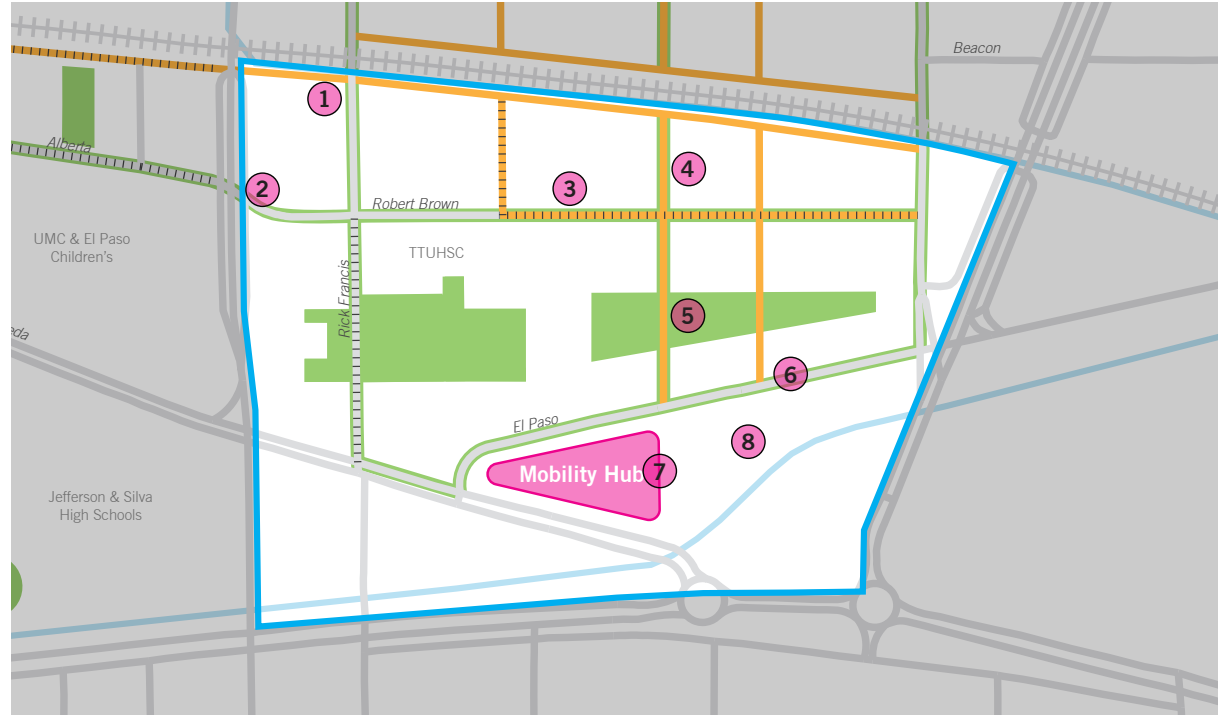 Beacon
1
Alberta
4
2
3
Robert Brown
UMC & El Paso
Children's
TTUHSC
Rick Francis
5
eda
6
El Paso
8
Mobility Hub
7
Jefferson & Silva
High Schools